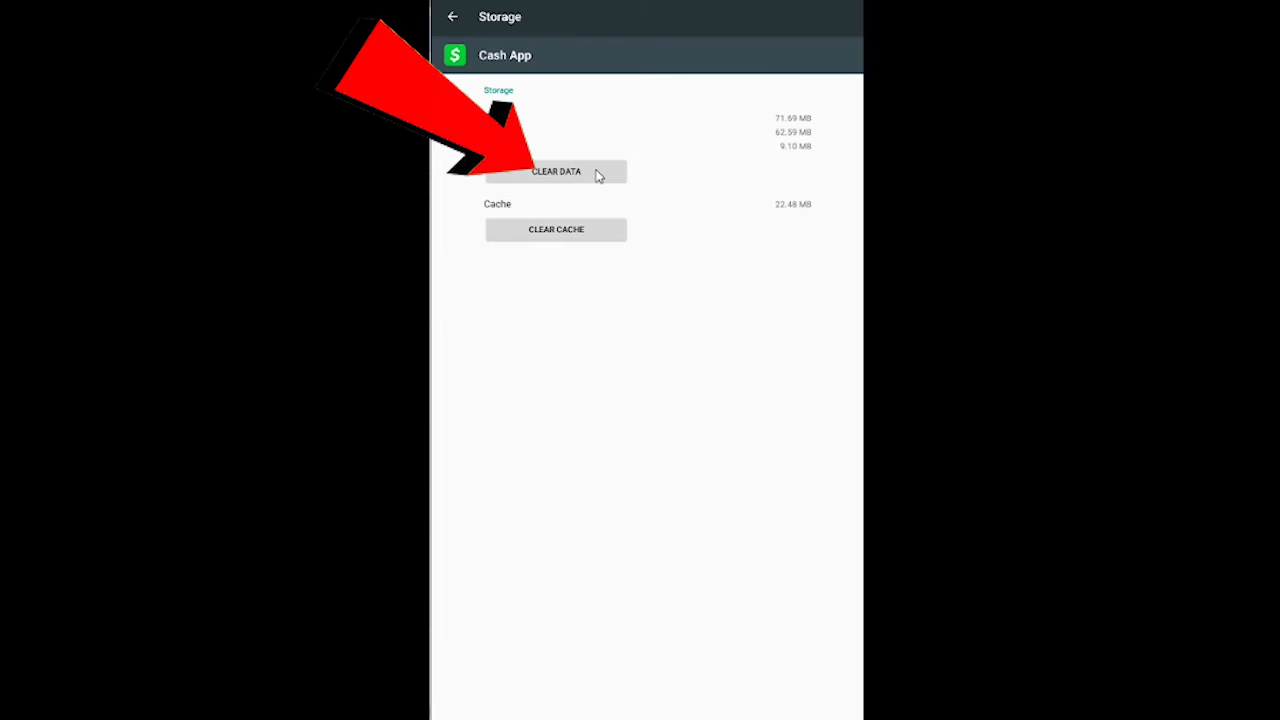 Storage
$
Cash App
Storage
71.69 MB
62.59 MB
9.10 MB
CLEAR DATA
Cache 22.48 MB
CLEAR CACHE